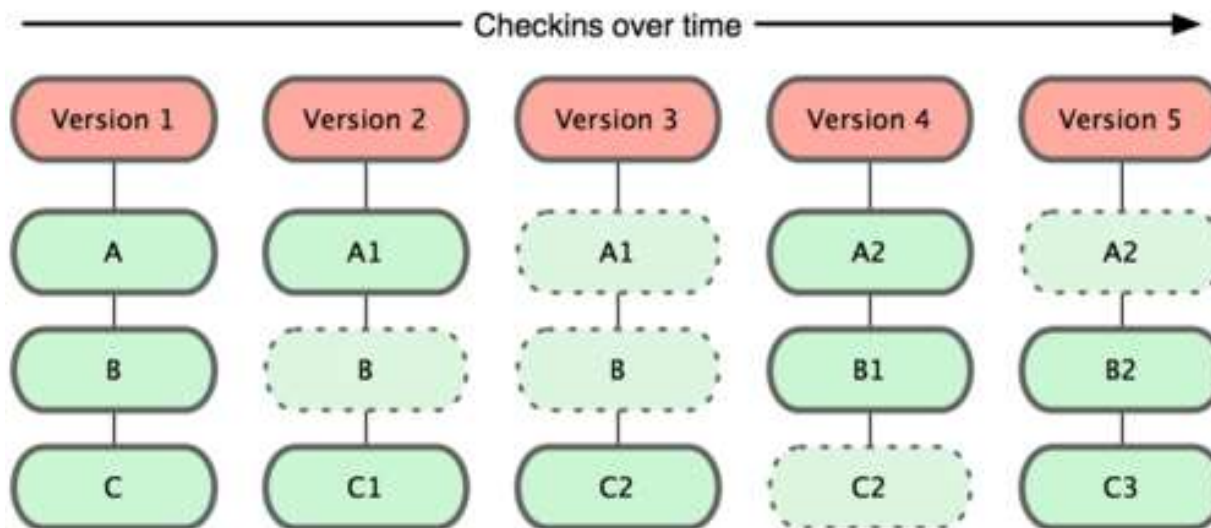 Checkins over time
Version 1 Version 2 Version 3 Version 4 Version 5
A A1 A1 A2 A2
B B B B1 B2
C C1 C2 C2 C3